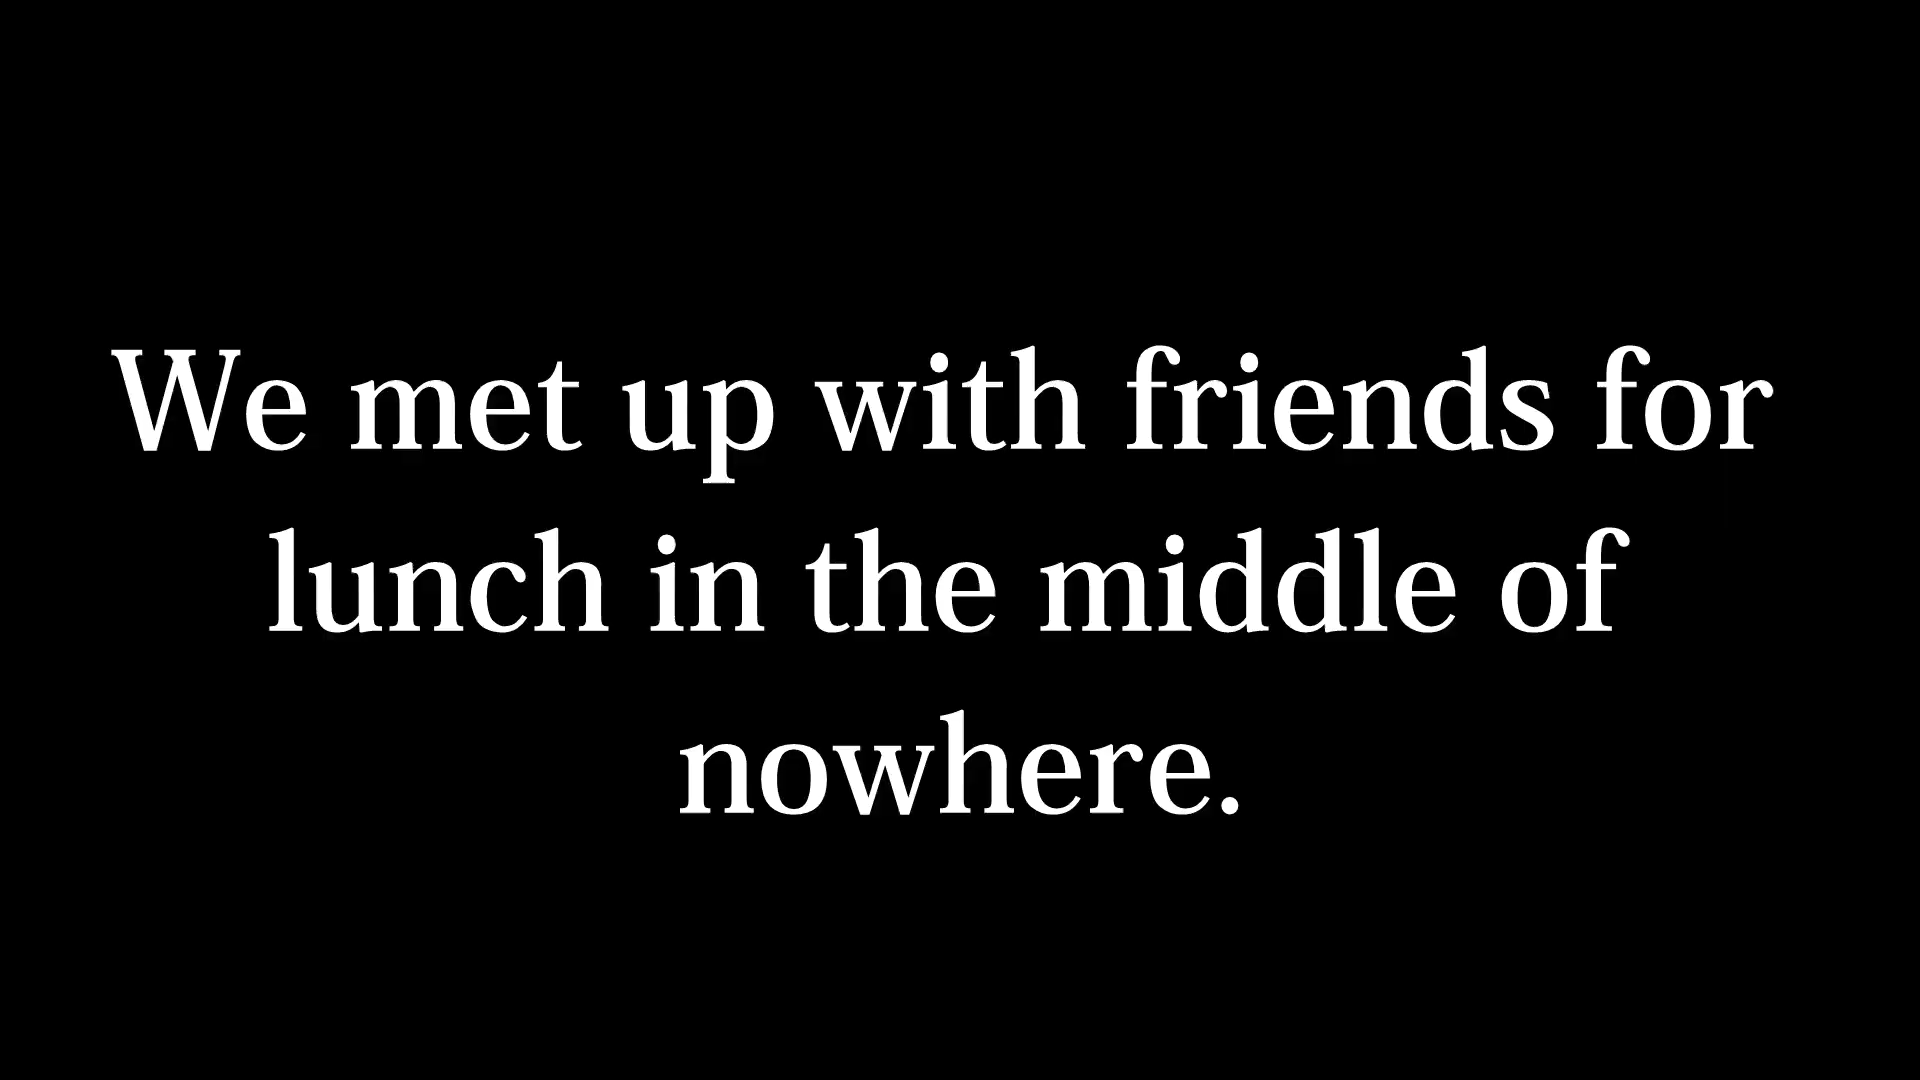 We met up with friends for
lunch in the middle of
nowhere.